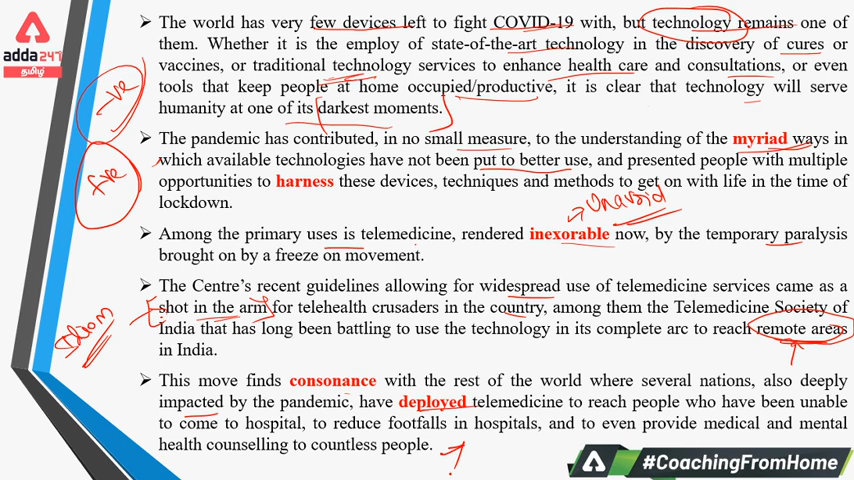 adda247
தமிழ்
The world has very few devices left to fight COVID-19 with, but technology remains one of
them. Whether it is the employ of state-of-the-art technology in the discovery of cures or
vaccines, or traditional technology services to enhance health care and consultations, or even
tools that keep people at home occupied/productive, it is clear that technology will serve
humanity at one of its darkest moments.
-ve
The pandemic has contributed, in no small measure, to the understanding of the myriad ways in
which available technologies have not been put to better use, and presented people with multiple
opportunities to harness these devices, techniques and methods to get on with life in the time of
lockdown.
+ve
Unavoid
Among the primary uses is telemedicine, rendered inexorable now, by the temporary paralysis
brought on by a freeze on movement.
The Centre's recent guidelines allowing for widespread use of telemedicine services came as a
shot in the arm for telehealth crusaders in the country, among them the Telemedicine Society of
India that has long been battling to use the technology in its complete arc to reach remote areas
in India.
Idiom
This move finds consonance with the rest of the world where several nations, also deeply
impacted by the pandemic, have deployed telemedicine to reach people who have been unable
to come to hospital, to reduce footfalls in hospitals, and to even provide medical and mental
health counselling to countless people.
#CoachingFromHome